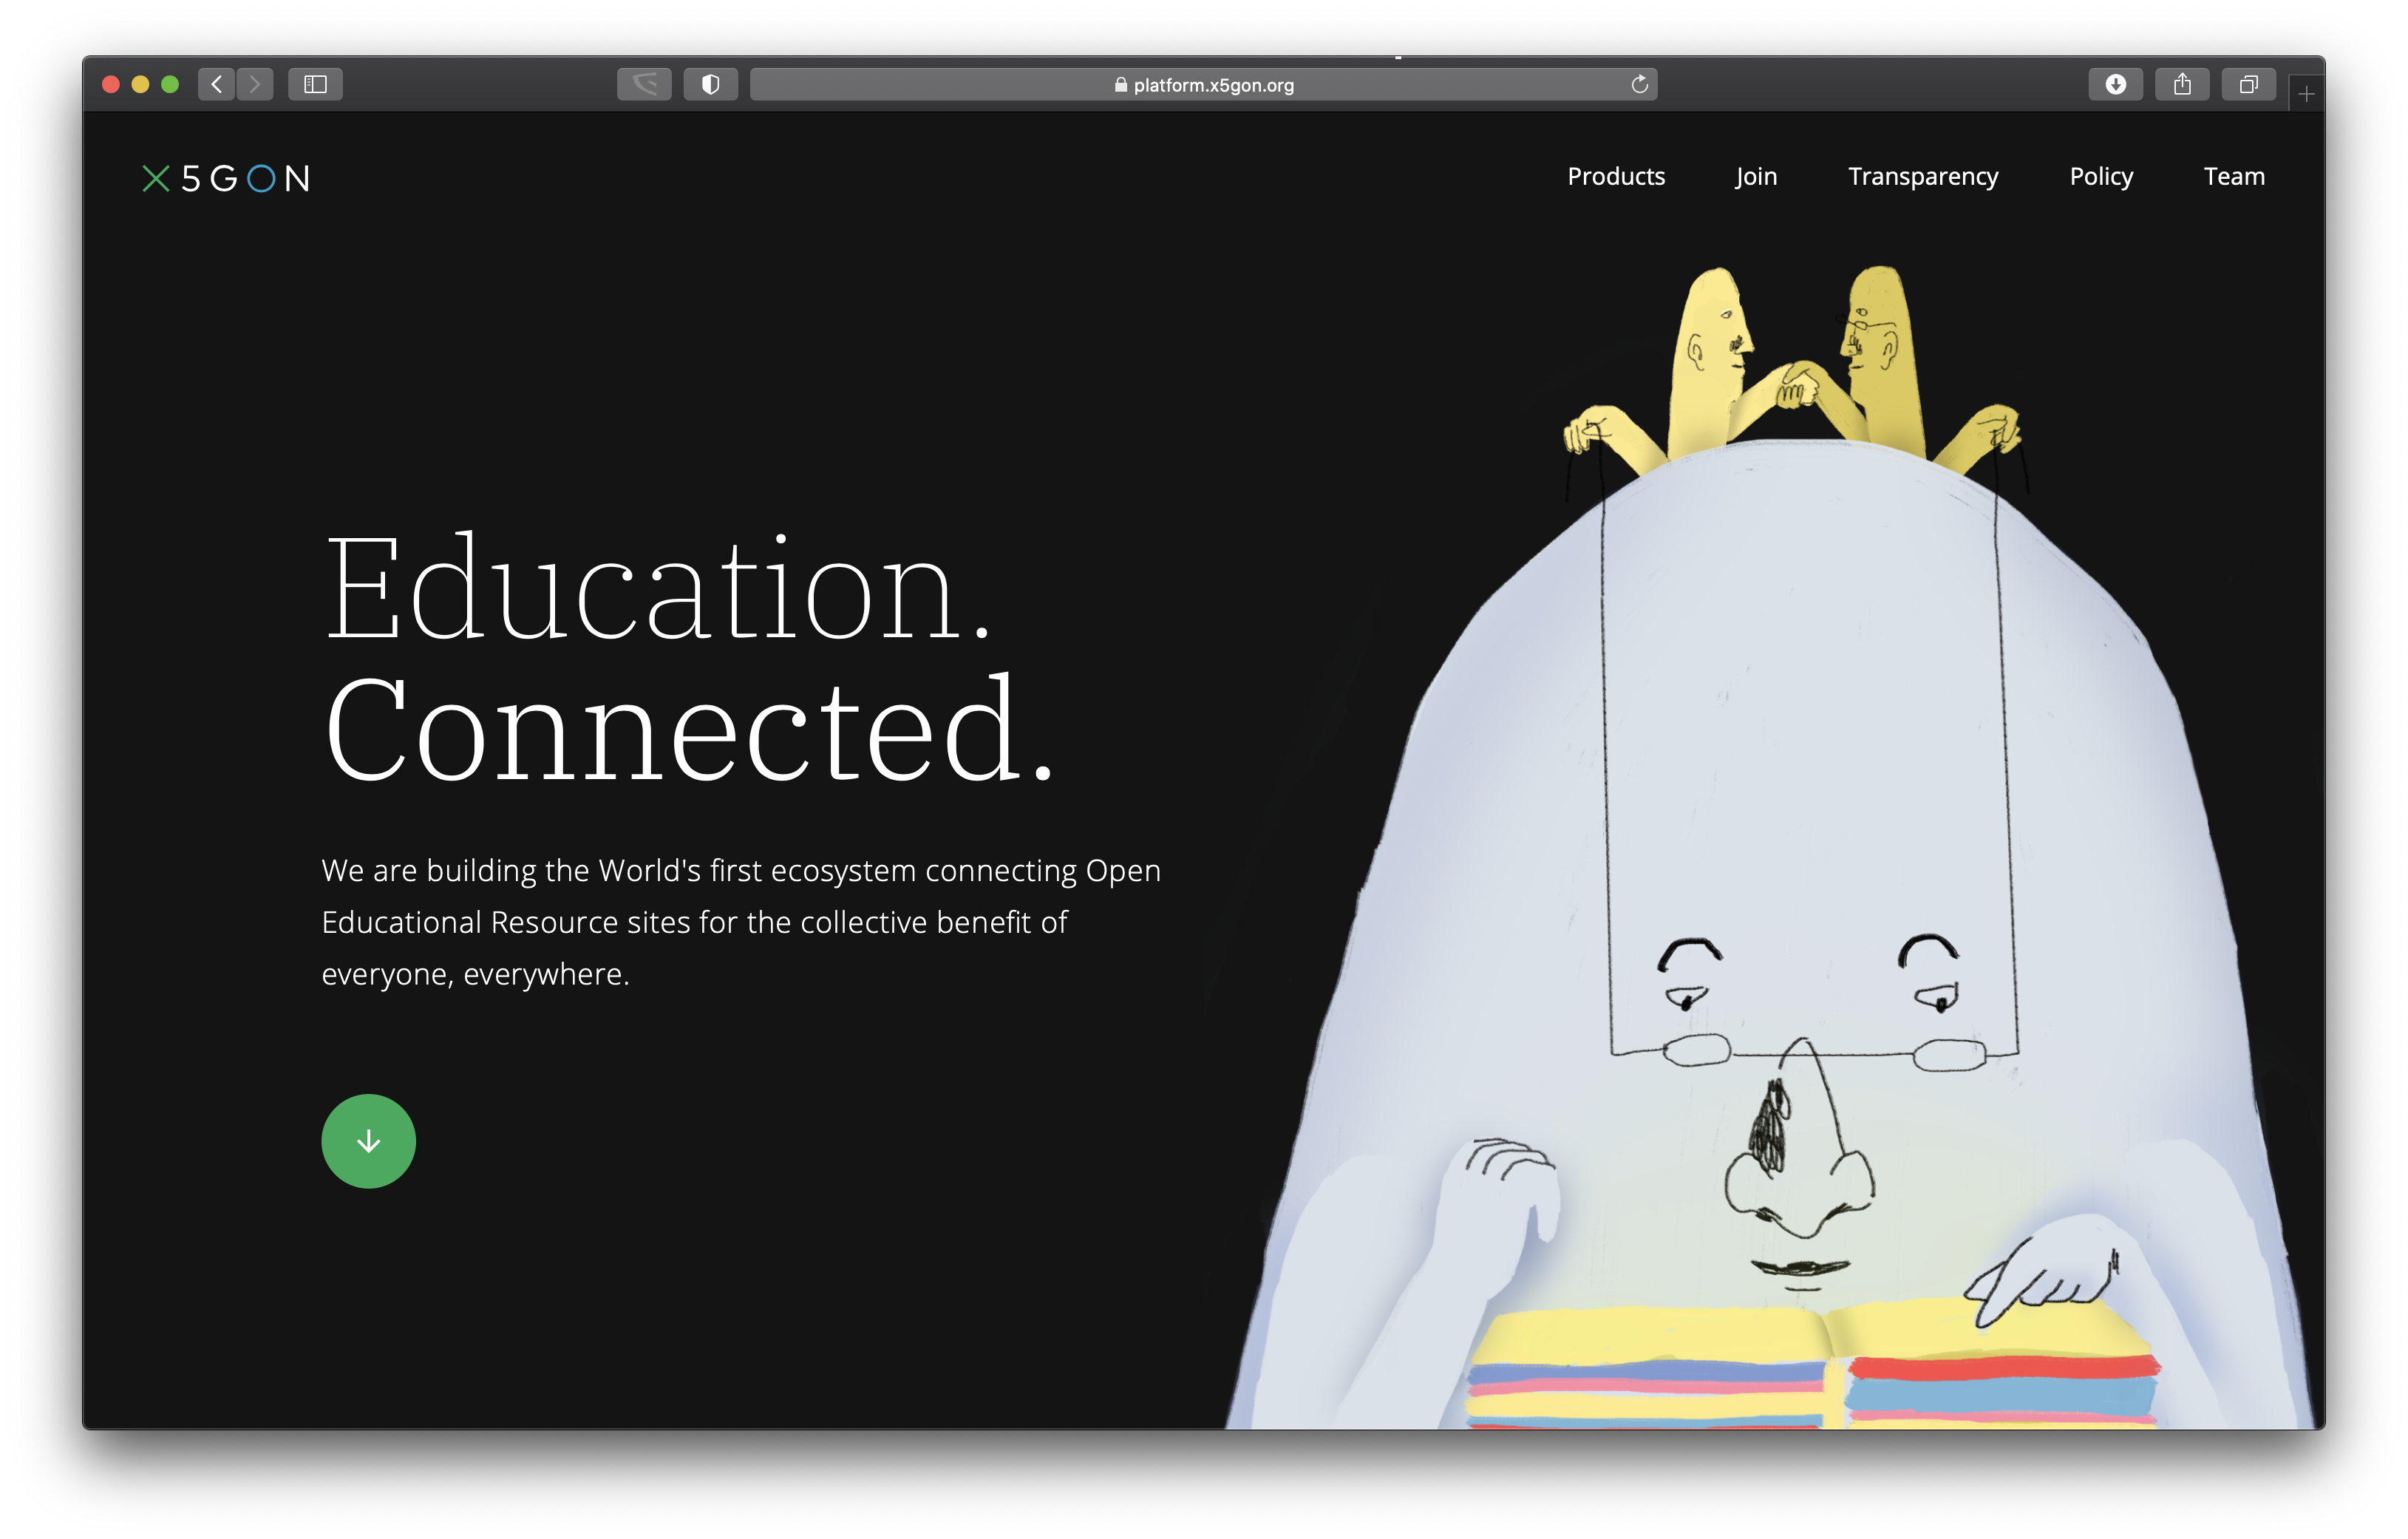 platform.x5gon.org
X5GON
Products Join Transparency Policy Team
Education.
Connected.
We are building the World's first ecosystem connecting Open
Educational Resource sites for the collective benefit of
everyone, everywhere.